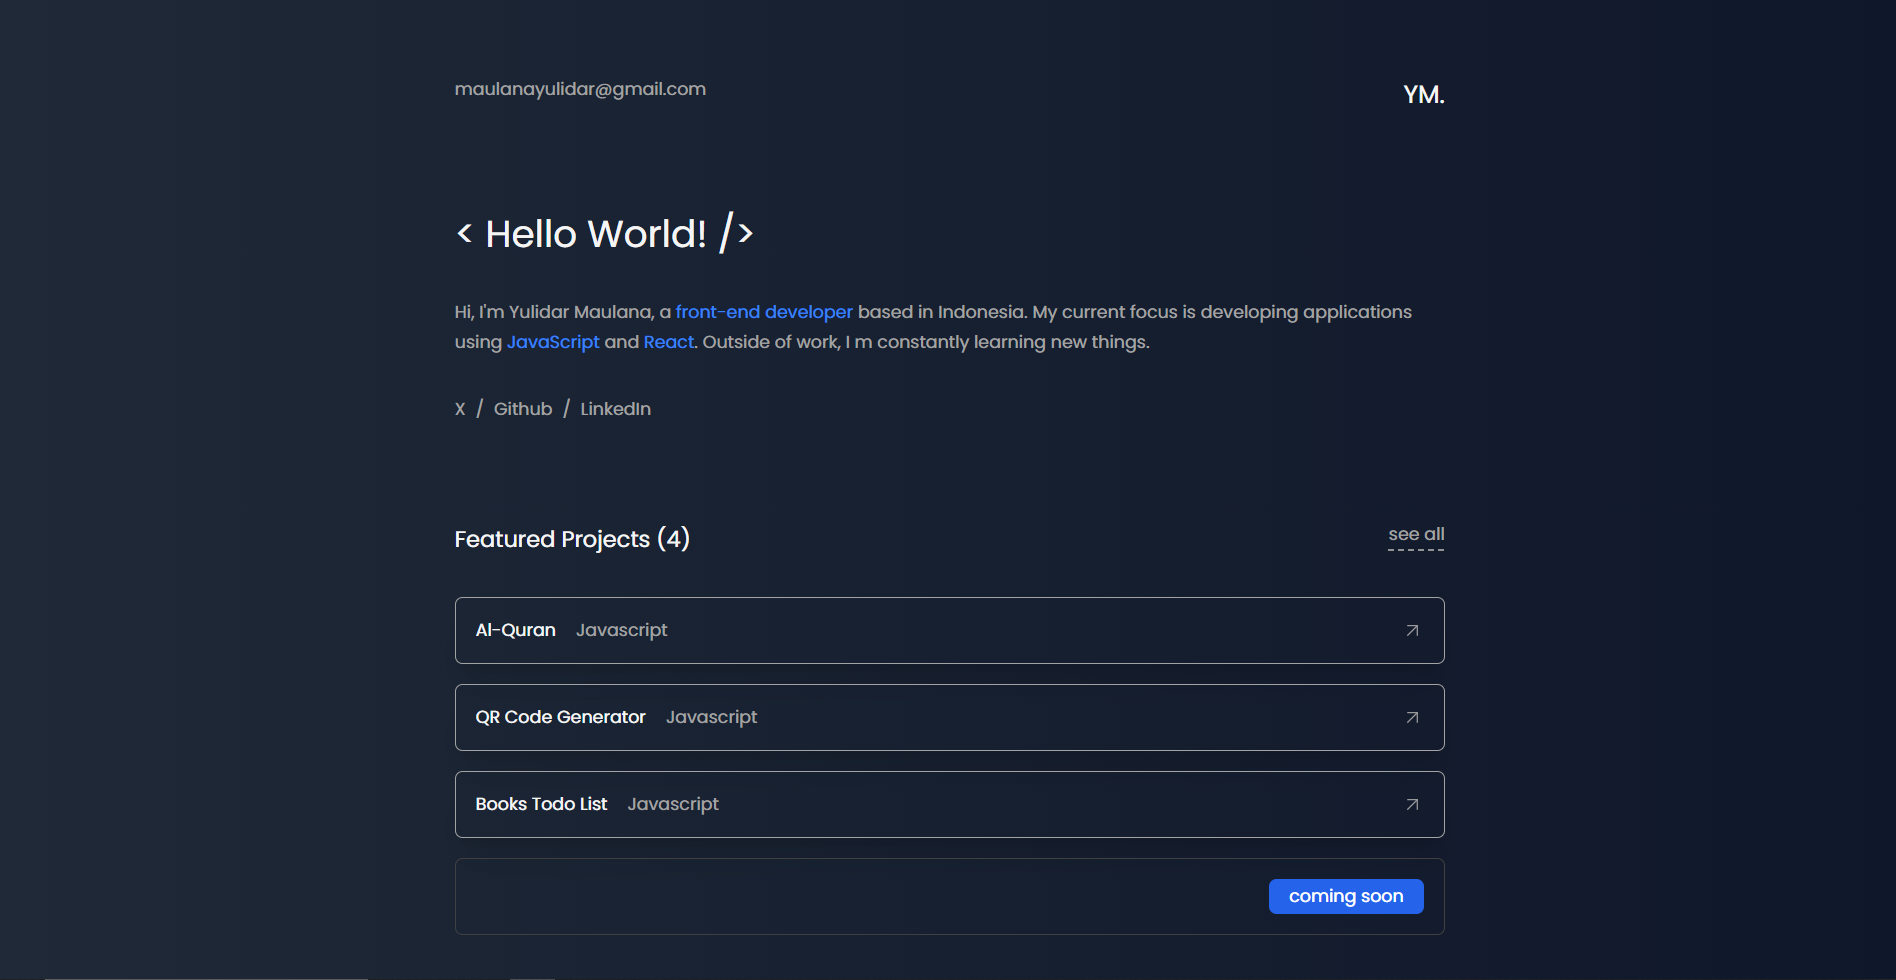 maulanayulidar@gmail.com
YM.
< Hello World! />
Hi, I'm Yulidar Maulana, a front-end developer based in Indonesia. My current focus is developing applications
using JavaScript and React. Outside of work, I m constantly learning new things.
X / Github / LinkedIn
Featured Projects (4)
see all
Al-Quran Javascript
QR Code Generator Javascript
Books Todo List Javascript
coming soon